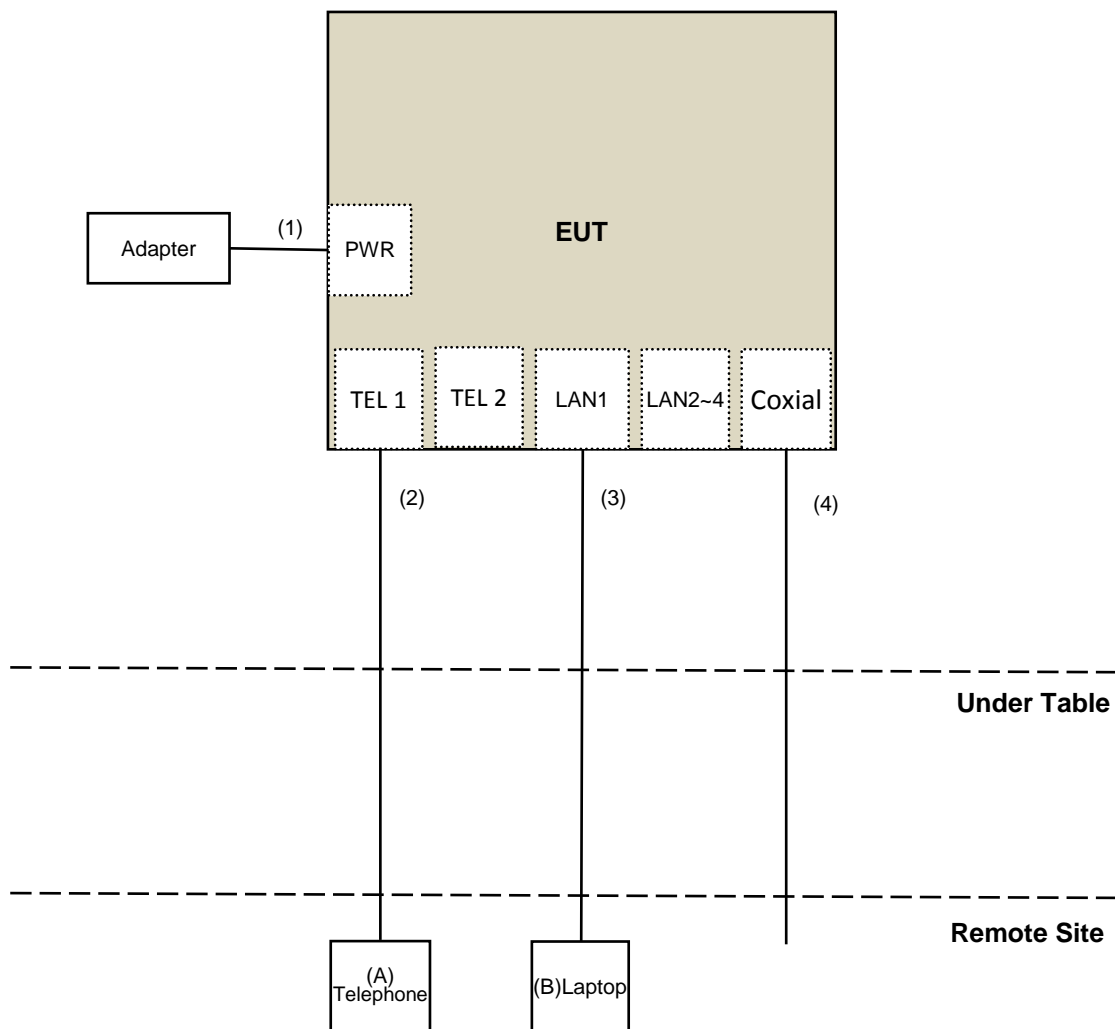 EUT
(1)
Adapter
PWR
TEL 1
TEL 2
LAN1
LAN2~4
Coxial
(2)
(3)
(4)
Under Table
Remote Site
(A)
Telephone
(B)Laptop